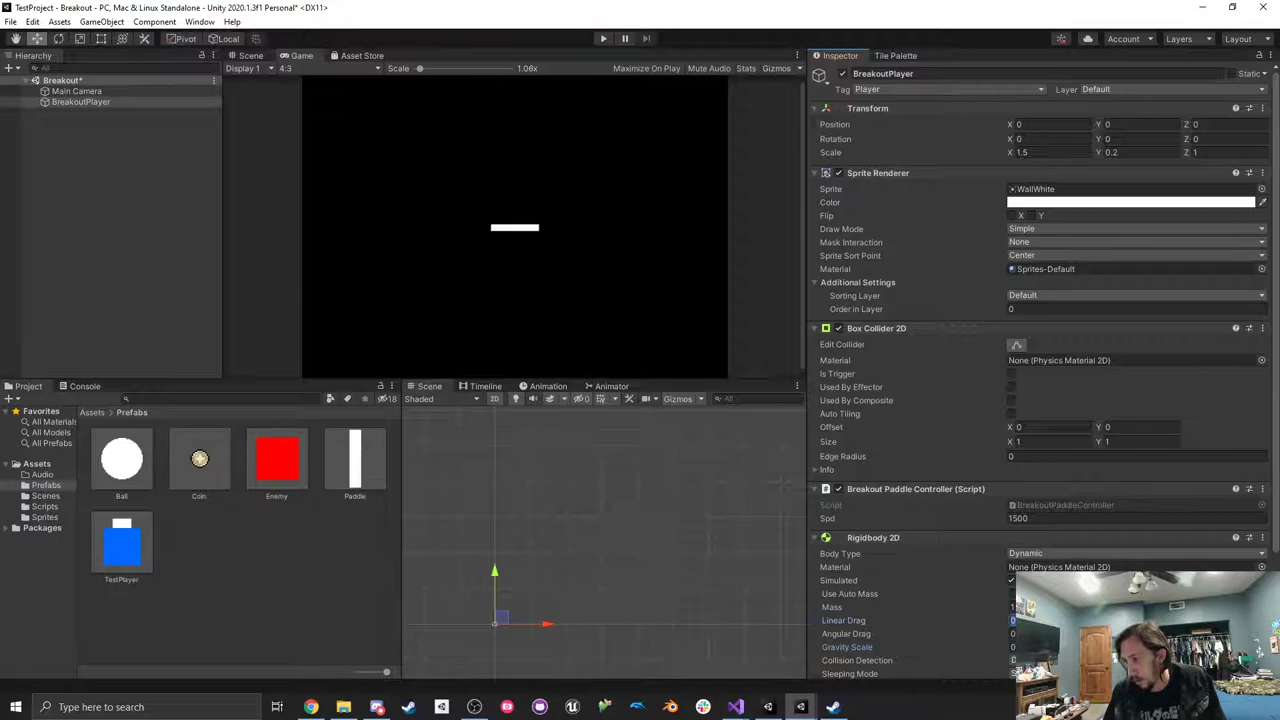 TestProject - Breakout - PC, Mac & Linux Standalone - Unity 2020.1.3f1 Personal* <DX11>
File Edit Assets GameObject Component Window Help
Pivot Local Account Layers Layout
Hierarchy
All
Breakout*
Main Camera
BreakoutPlayer
Scene Game Asset Store
Display 1 4:3 Scale 1.06x Maximize On Play Mute Audio Stats Gizmos
Inspector Tile Palette
BreakoutPlayer Static
Tag Player Layer Default
Transform
Position X 0 Y 0 Z 0
Rotation X 0 Y 0 Z 0
Scale X 1.5 Y 0.2 Z 1
Sprite Renderer
Sprite WallWhite
Color
Flip X Y
Draw Mode Simple
Mask Interaction None
Sprite Sort Point Center
Material Sprites-Default
Additional Settings
Sorting Layer Default
Order in Layer 0
Box Collider 2D
Edit Collider
Material None (Physics Material 2D)
Is Trigger
Used By Effector
Used By Composite
Auto Tiling
Offset X 0 Y 0
Size X 1 Y 1
Edge Radius 0
Info
Breakout Paddle Controller (Script)
Script BreakoutPaddleController
Spd 1500
Rigidbody 2D
Body Type Dynamic
Material None (Physics Material 2D)
Simulated
Use Auto Mass
Mass 1
Linear Drag 0
Angular Drag 0
Gravity Scale 0
Collision Detection
Sleeping Mode
Project Console
18
Favorites
All Materials
All Models
All Prefabs
Assets
Audio
Prefabs
Scenes
Scripts
Sprites
Packages
Assets > Prefabs
Ball Coin Enemy Paddle
TestPlayer
Scene Timeline Animation Animator
Shaded 2D 0 Gizmos All
Type here to search